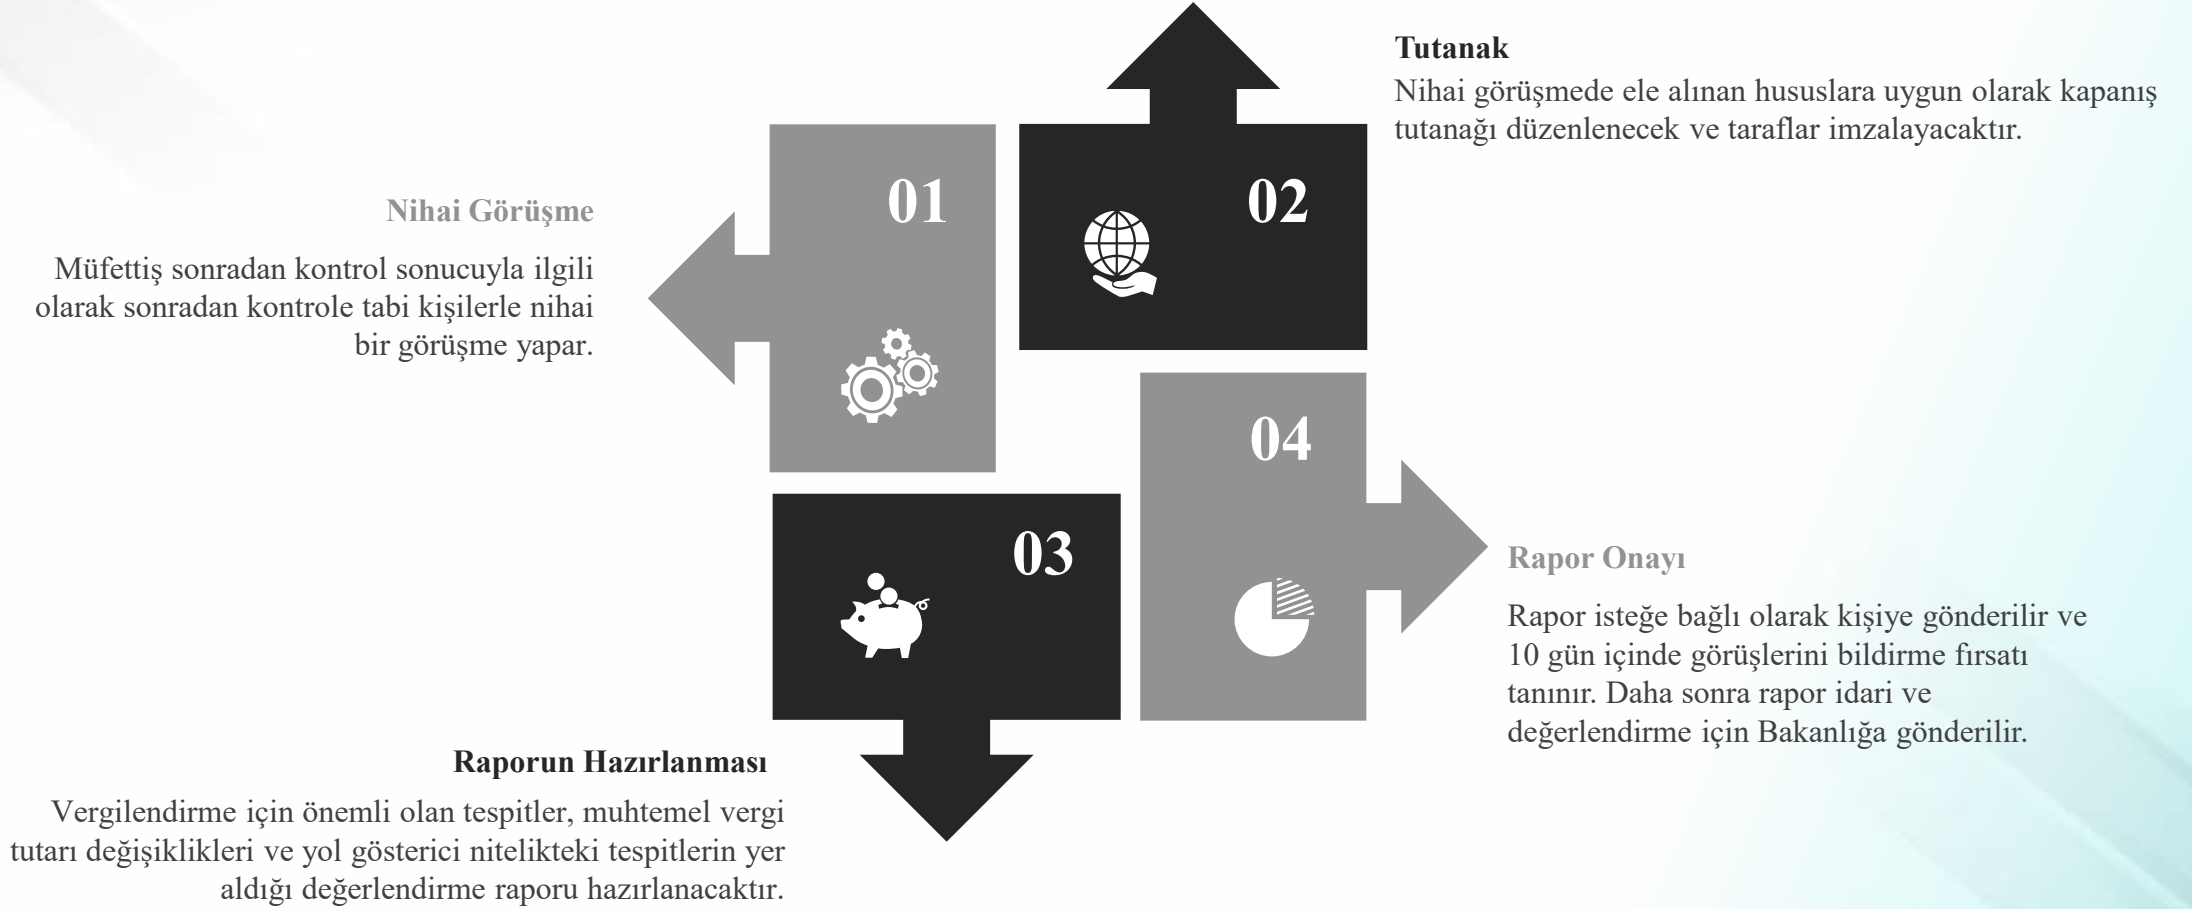 01
Nihai Görüşme
Müfettiş sonradan kontrol sonucuyla ilgili
olarak sonradan kontrole tabi kişilerle nihai
bir görüşme yapar.
02
Tutanak
Nihai görüşmede ele alınan hususlara uygun olarak kapanış
tutanağı düzenlenecek ve taraflar imzalayacaktır.
03
Raporun Hazırlanması
Vergilendirme için önemli olan tespitler, muhtemel vergi
tutarı değişiklikleri ve yol gösterici nitelikteki tespitlerin yer
aldığı değerlendirme raporu hazırlanacaktır.
04
Rapor Onayı
Rapor isteğe bağlı olarak kişiye gönderilir ve
10 gün içinde görüşlerini bildirme fırsatı
tanınır. Daha sonra rapor idari ve
değerlendirme için Bakanlığa gönderilir.